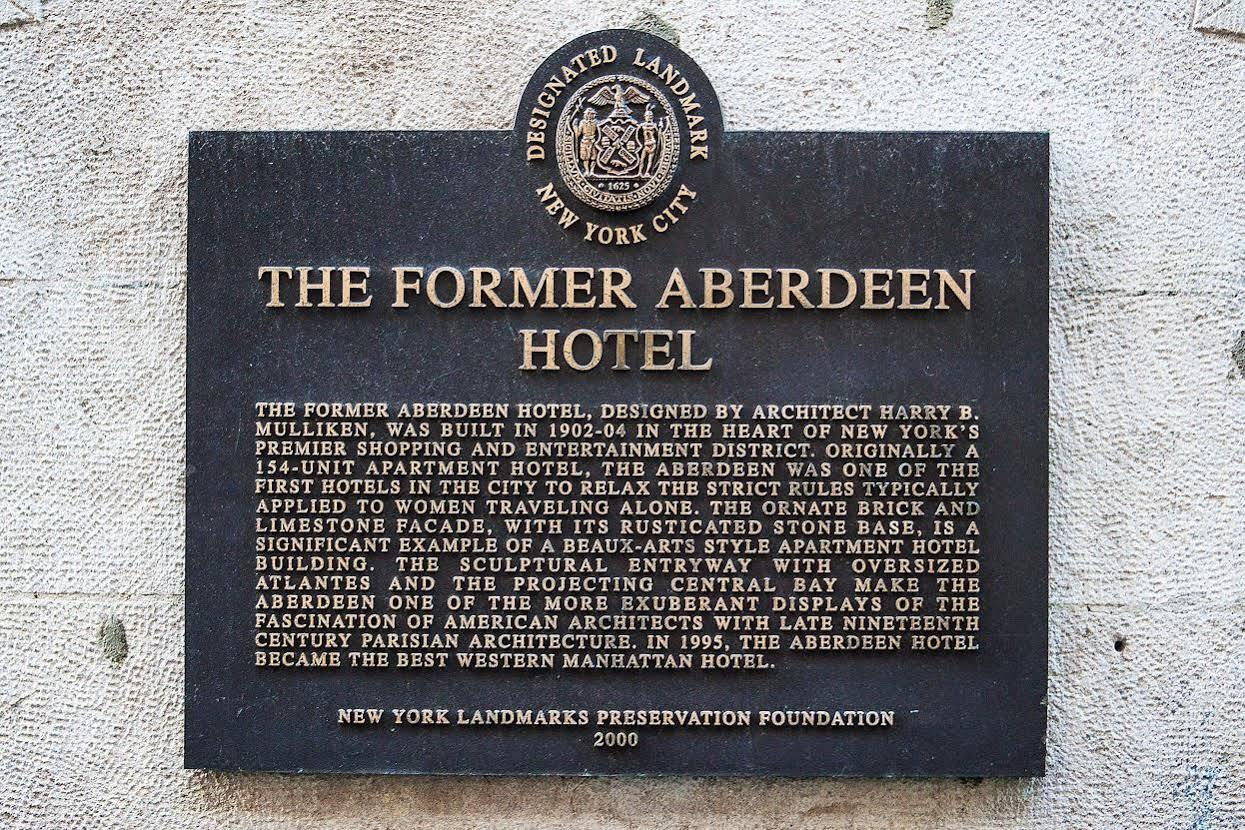 DESIGNATED LANDMARK
NEW YORK CITY
1625
THE FORMER ABERDEEN
HOTEL
THE FORMER ABERDEEN HOTEL, DESIGNED BY ARCHITECT HARRY B.
MULLIKEN, WAS BUILT IN 1902-04 IN THE HEART OF NEW YORK'S
PREMIER SHOPPING AND ENTERTAINMENT DISTRICT. ORIGINALLY A
154-UNIT APARTMENT HOTEL, THE ABERDEEN WAS ONE OF THE
FIRST HOTELS IN THE CITY TO RELAX THE STRICT RULES TYPICALLY
APPLIED TO WOMEN TRAVELING ALONE. THE ORNATE BRICK AND
LIMESTONE FACADE, WITH ITS RUSTICATED STONE BASE, IS A
SIGNIFICANT EXAMPLE OF A BEAUX-ARTS STYLE APARTMENT HOTEL
BUILDING. THE SCULPTURAL ENTRYWAY WITH OVERSIZED
ATLANTES AND THE PROJECTING CENTRAL BAY MAKE THE
ABERDEEN ONE OF THE MORE EXUBERANT DISPLAYS OF THE
FASCINATION OF AMERICAN ARCHITECTS WITH LATE NINETEENTH
CENTURY PARISIAN ARCHITECTURE. IN 1995, THE ABERDEEN HOTEL
BECAME THE BEST WESTERN MANHATTAN HOTEL.
NEW YORK LANDMARKS PRESERVATION FOUNDATION
2000